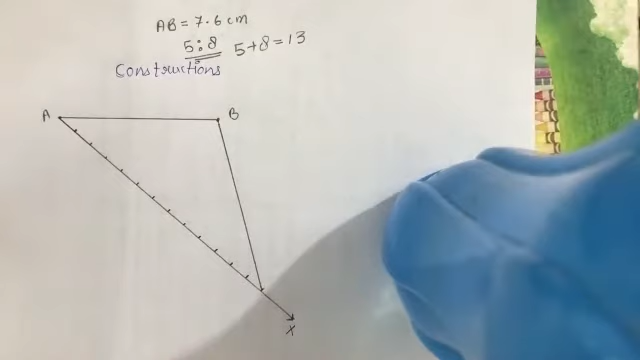 AB = 7.6 cm
5:8 5+8=13
Constructions
A B
X